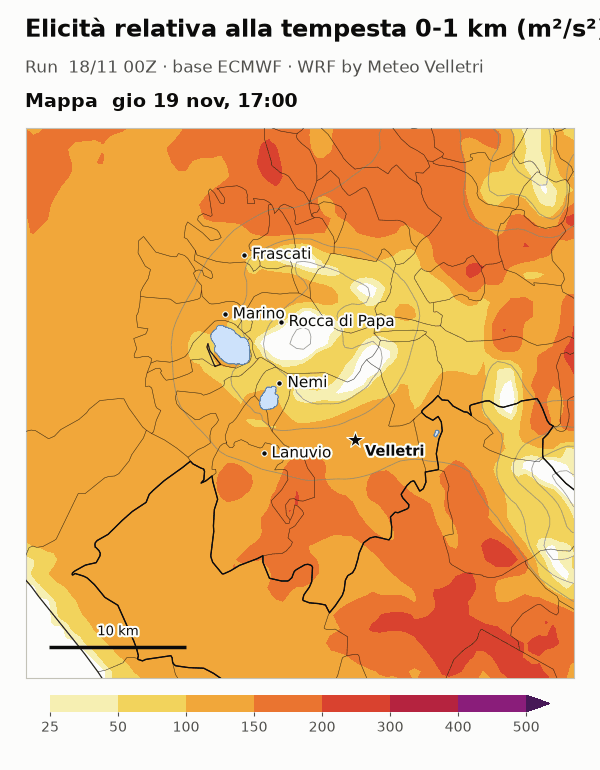 Elicità relativa alla tempesta 0-1 km (m²/s²)
Run 18/11 00Z · base ECMWF · WRF by Meteo Velletri
Mappa gio 19 nov, 17:00
Frascati
Marino
Rocca di Papa
Nemi
Velletri
Lanuvio
10 km
25 50 100 150 200 300 400 500